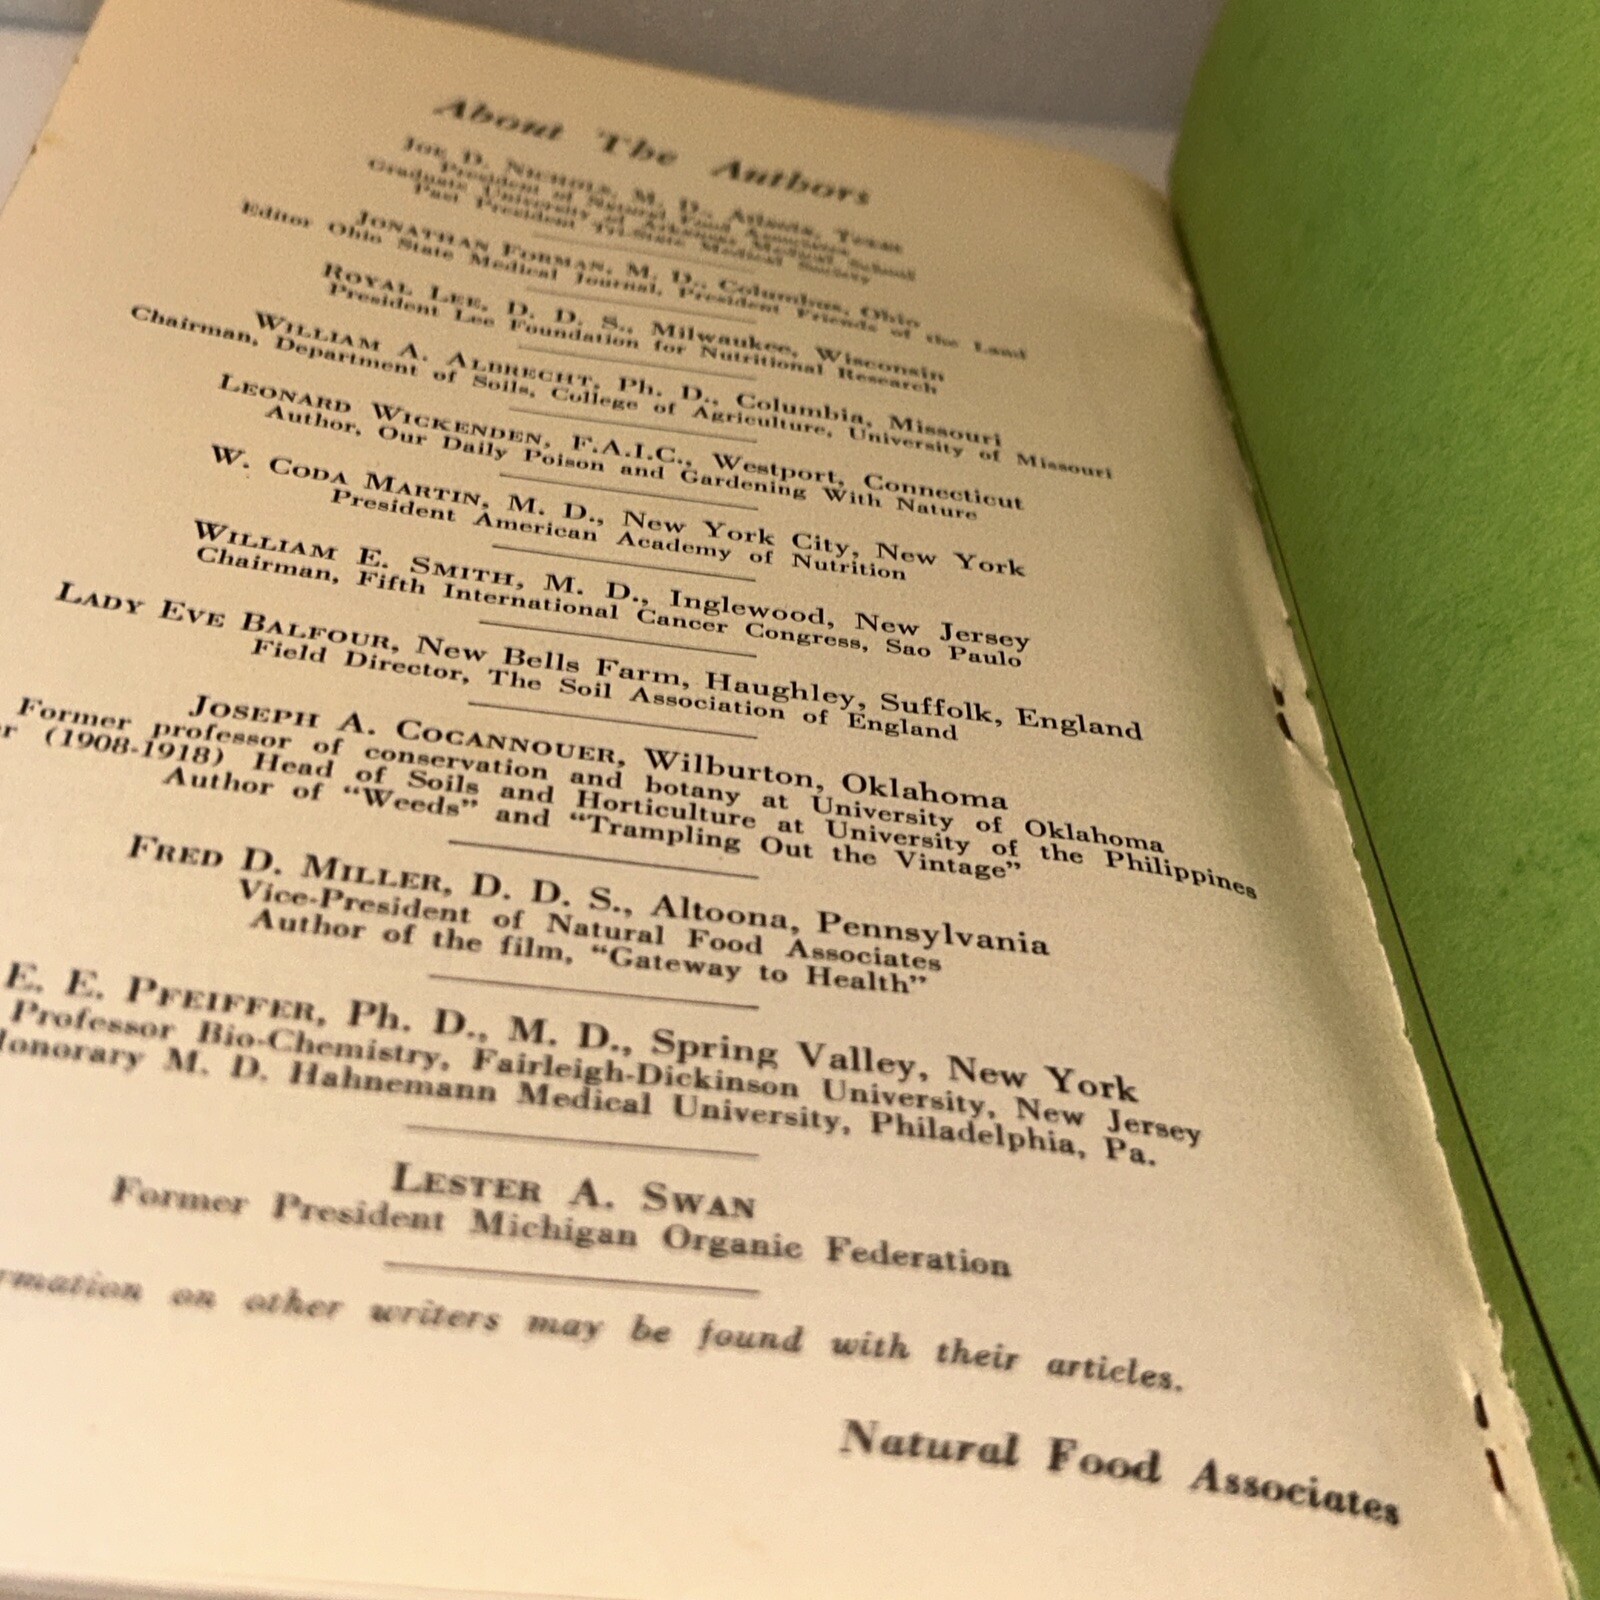 About The Authors
JOE D. NICHOLS, M. D., Atlanta, Texas
President of Natural Food Associates
Graduate University of Arkansas Medical School
Past President Tri-State Medical Society
JONATHAN FORMAN, M. D., Columbus, Ohio
Editor Ohio State Medical Journal, President Friends of the Land
ROYAL LEE, D. D. S., Milwaukee, Wisconsin
President Lee Foundation for Nutritional Research
WILLIAM A. ALBRECHT, Ph. D., Columbia, Missouri
Chairman, Department of Soils, College of Agriculture, University of Missouri
LEONARD WICKENDEN, F.A.I.C., Westport, Connecticut
Author, Our Daily Poison and Gardening With Nature
W. CODA MARTIN, M. D., New York City, New York
President American Academy of Nutrition
WILLIAM E. SMITH, M. D., Inglewood, New Jersey
Chairman, Fifth International Cancer Congress, Sao Paulo
LADY EVE BALFOUR, New Bells Farm, Haughley, Suffolk, England
Field Director, The Soil Association of England
JOSEPH A. COCANNOUER, Wilburton, Oklahoma
Former professor of conservation and botany at University of Oklahoma
r (1908-1918) Head of Soils and Horticulture at University of the Philippines
Author of "Weeds" and "Trampling Out the Vintage"
FRED D. MILLER, D. D. S., Altoona, Pennsylvania
Vice-President of Natural Food Associates
Author of the film, "Gateway to Health"
E. E. PFEIFFER, Ph. D., M. D., Spring Valley, New York
Professor Bio-Chemistry, Fairleigh-Dickinson University, New Jersey
Honorary M. D. Hahnemann Medical University, Philadelphia, Pa.
LESTER A. SWAN
Former President Michigan Organic Federation
rmation on other writers may be found with their articles.
Natural Food Associates